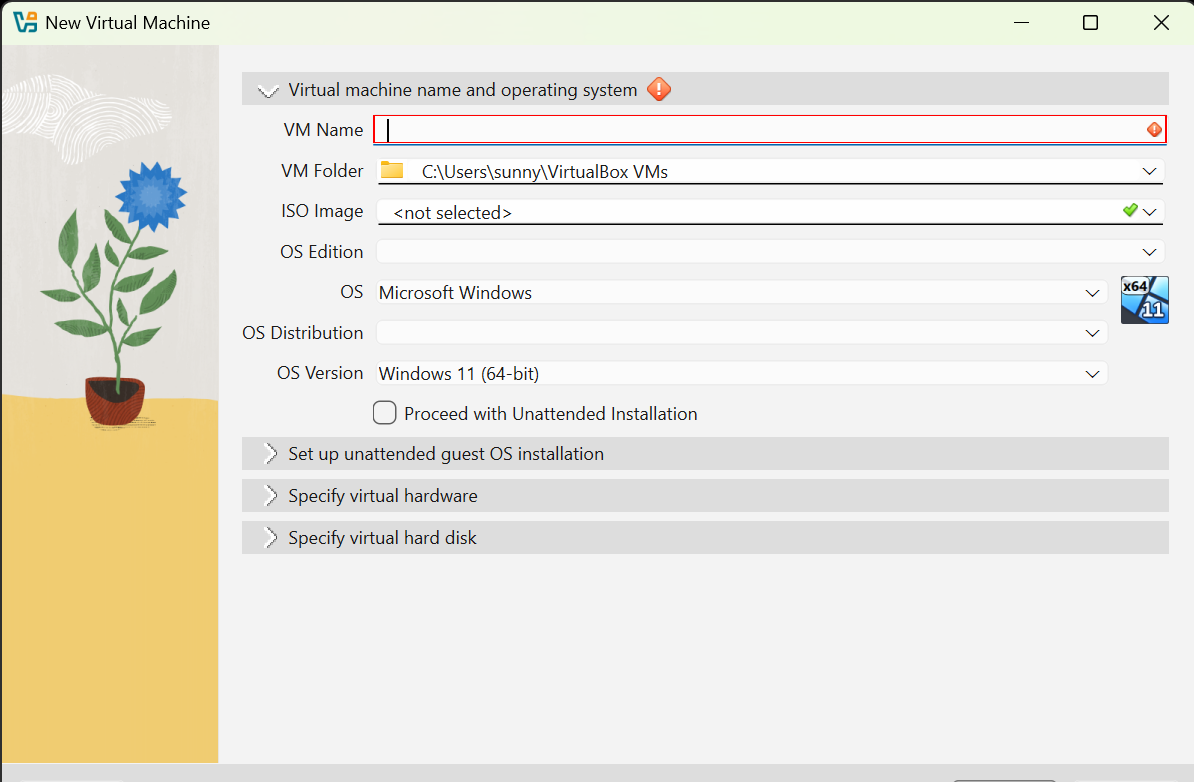 New Virtual Machine
Virtual machine name and operating system
VM Name
VM Folder C:\Users\sunny\VirtualBox VMs
ISO Image <not selected>
OS Edition
OS Microsoft Windows
x64
11
OS Distribution
OS Version Windows 11 (64-bit)
Proceed with Unattended Installation
Set up unattended guest OS installation
Specify virtual hardware
Specify virtual hard disk